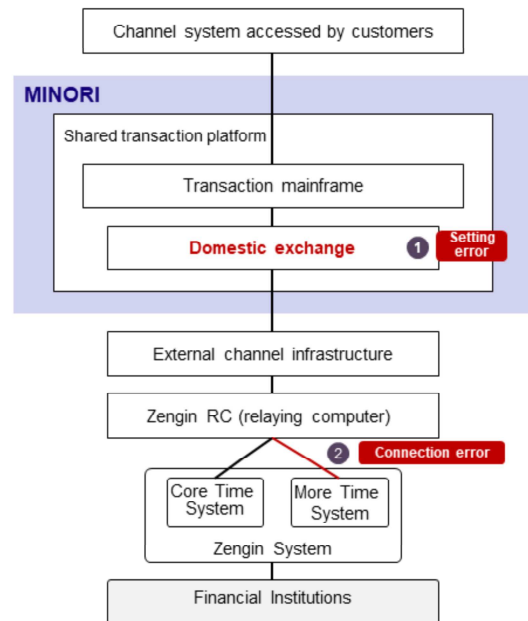 Channel system accessed by customers
MINORI
Shared transaction platform
Transaction mainframe
Domestic exchange
1
Setting
error
External channel infrastructure
Zengin RC (relaying computer)
2
Connection error
Core Time
System
More Time
System
Zengin System
Financial Institutions